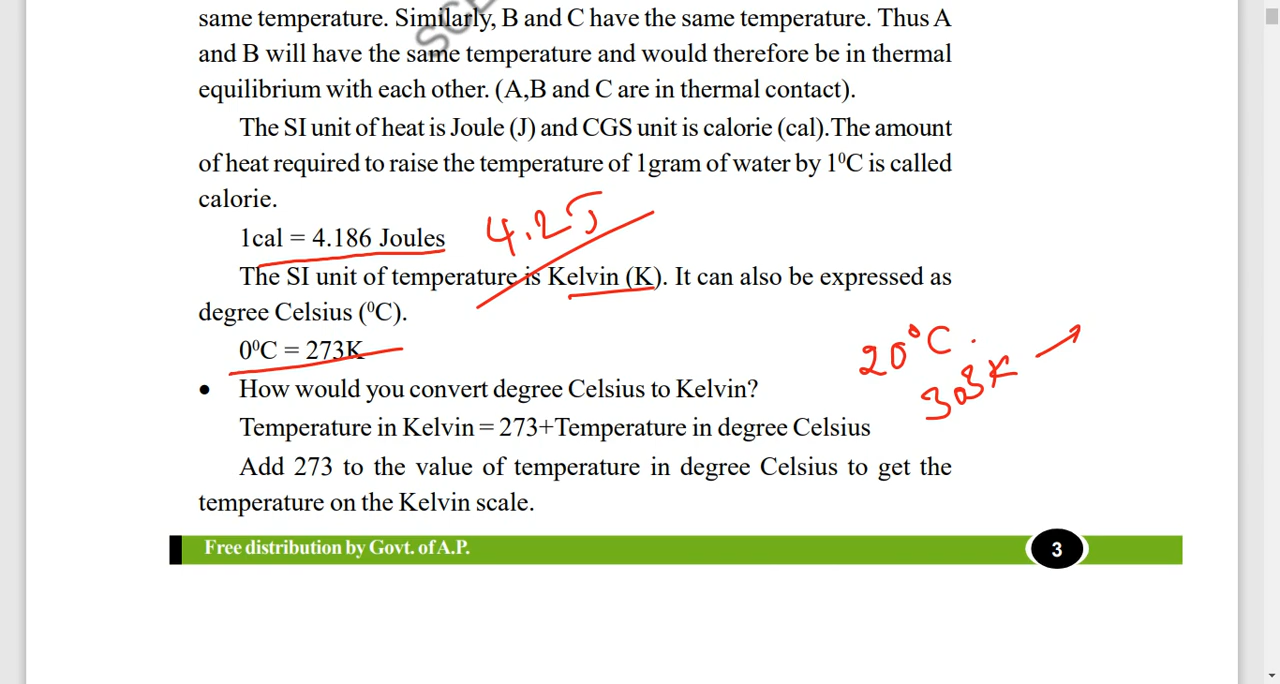 same temperature. Similarly, B and C have the same temperature. Thus A
and B will have the same temperature and would therefore be in thermal
equilibrium with each other. (A,B and C are in thermal contact).
The SI unit of heat is Joule (J) and CGS unit is calorie (cal).The amount
of heat required to raise the temperature of 1gram of water by 1⁰C is called
calorie.
1cal = 4.186 Joules
4.2J
The SI unit of temperature is Kelvin (K). It can also be expressed as
degree Celsius (⁰C).
0⁰C = 273K
20°C
303K
• How would you convert degree Celsius to Kelvin?
Temperature in Kelvin = 273+Temperature in degree Celsius
Add 273 to the value of temperature in degree Celsius to get the
temperature on the Kelvin scale.
Free distribution by Govt. of A.P.
3